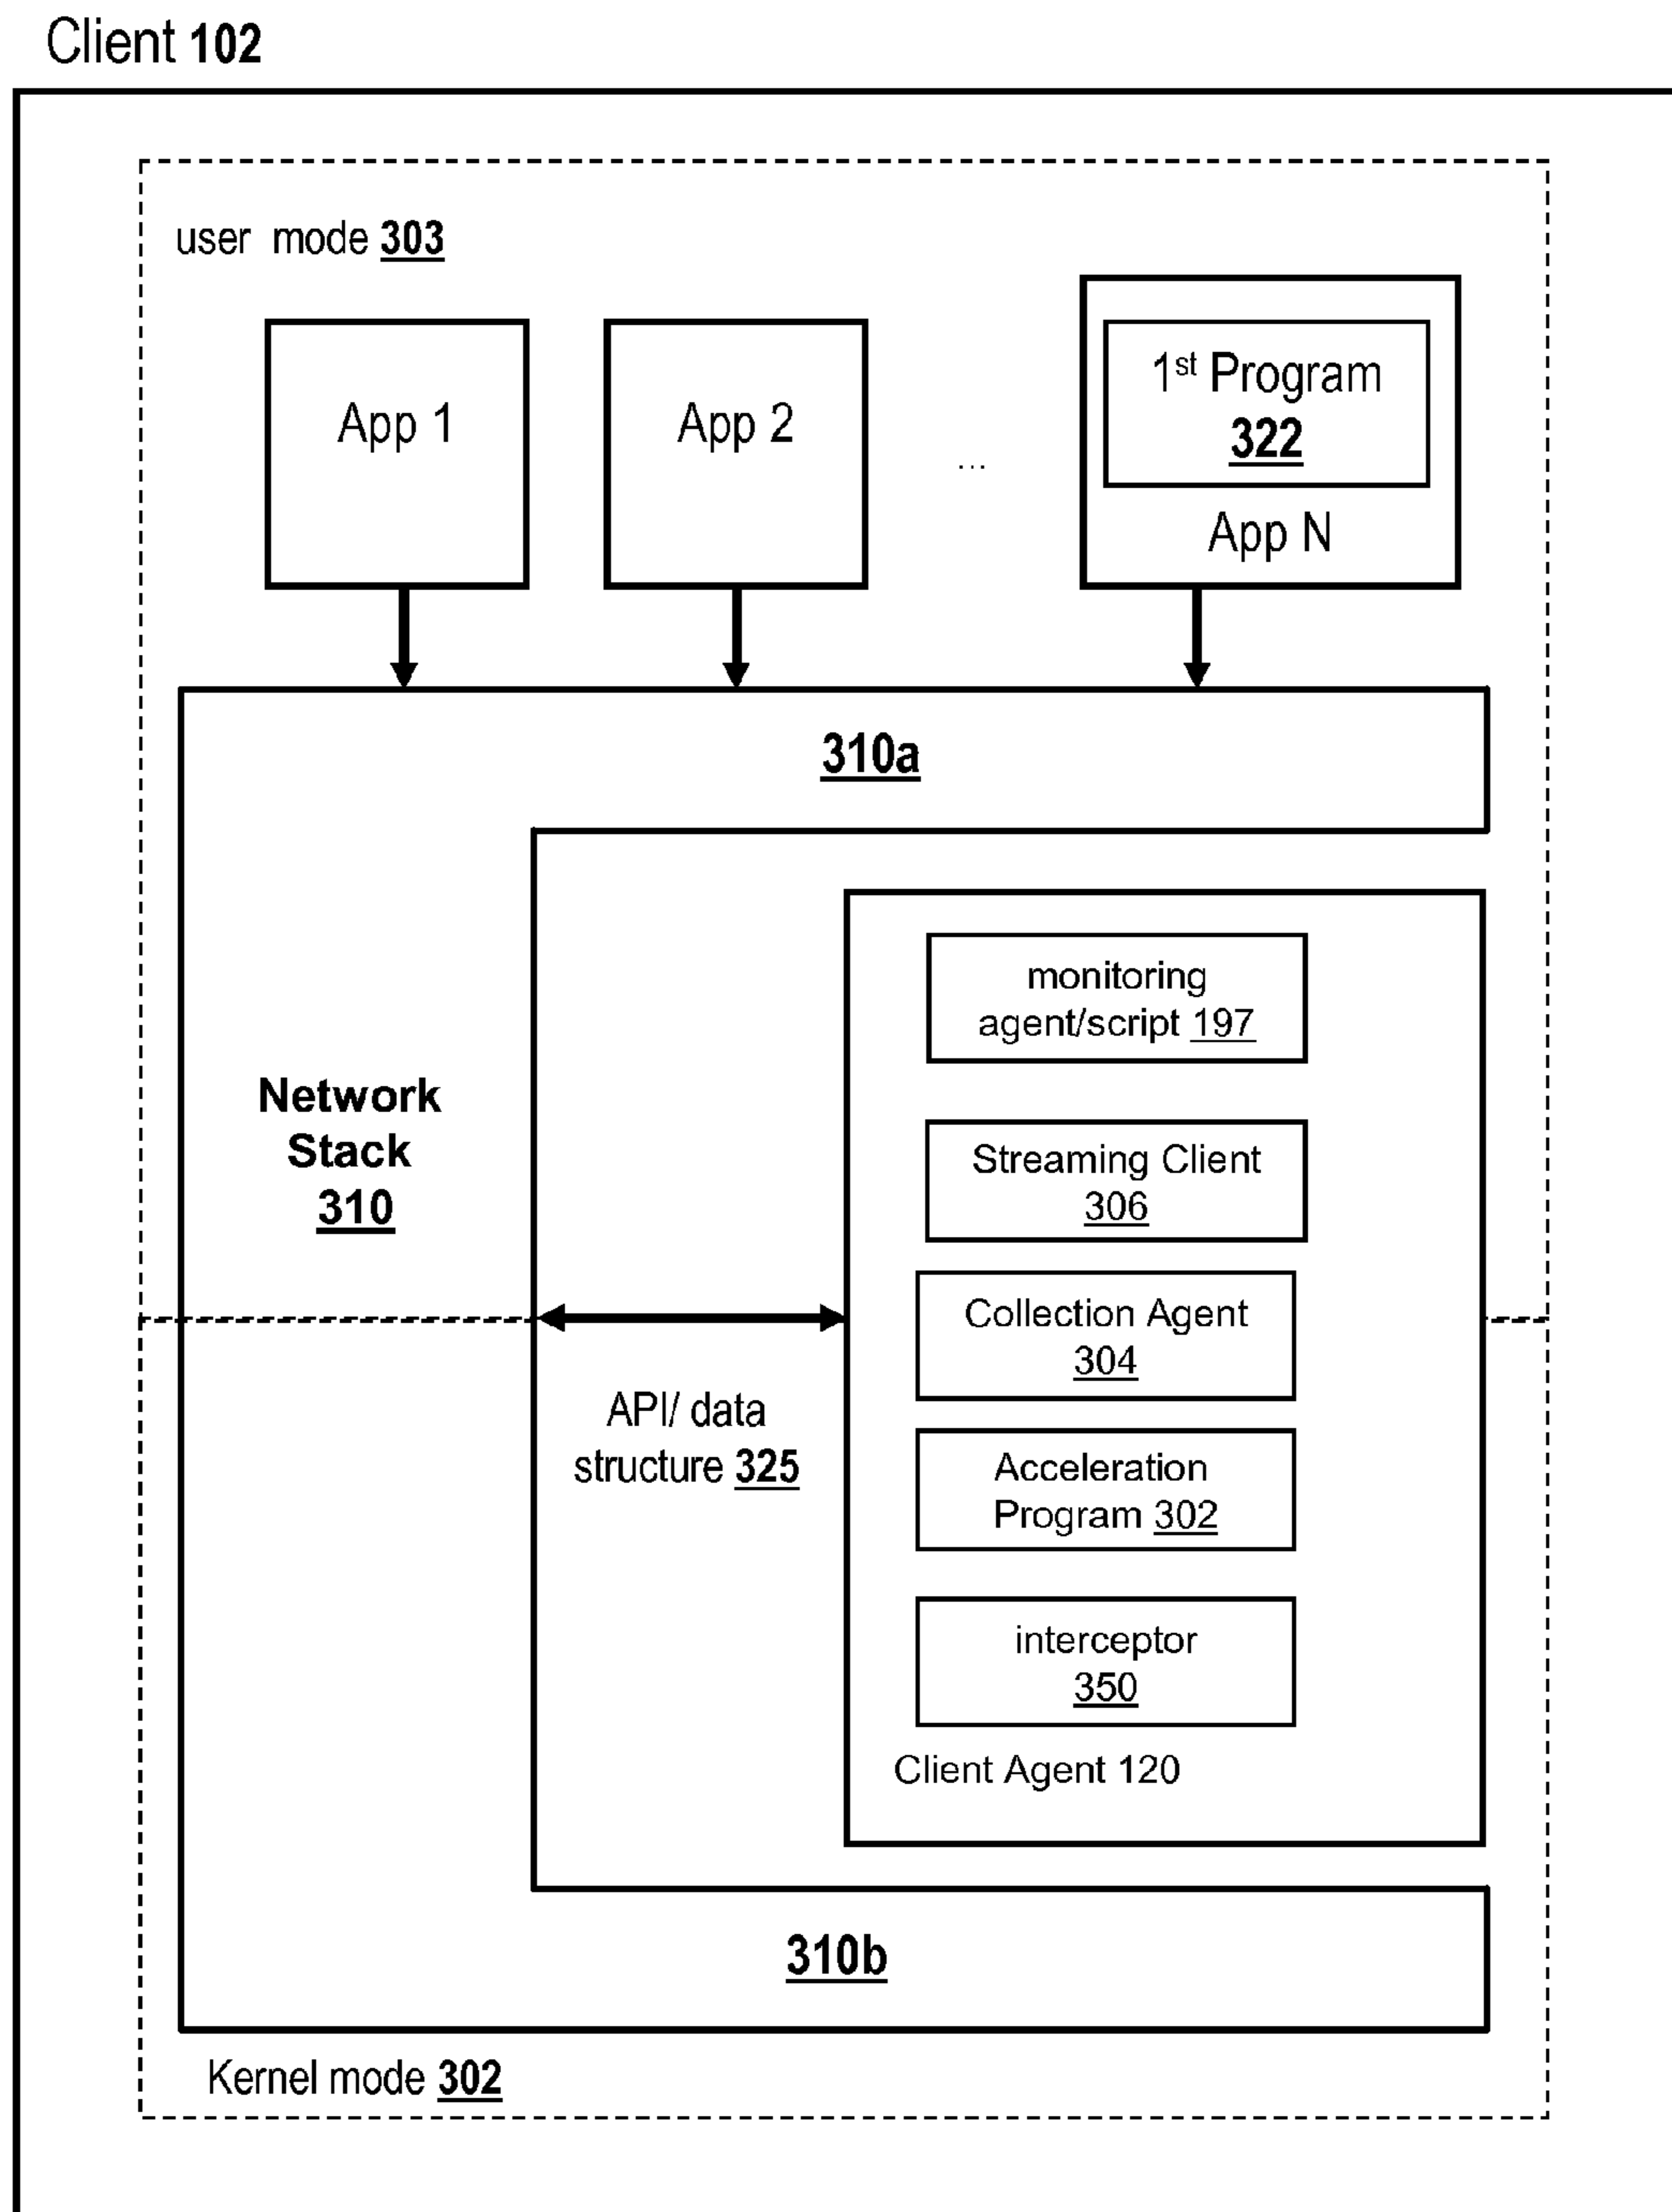 Client 102
user mode 303
App 1
App 2
...
1st Program
322
App N
310a
monitoring
agent/script 197
Streaming Client
306
Network
Stack
310
Collection Agent
304
API/ data
structure 325
Acceleration
Program 302
interceptor
350
Client Agent 120
310b
Kernel mode 302